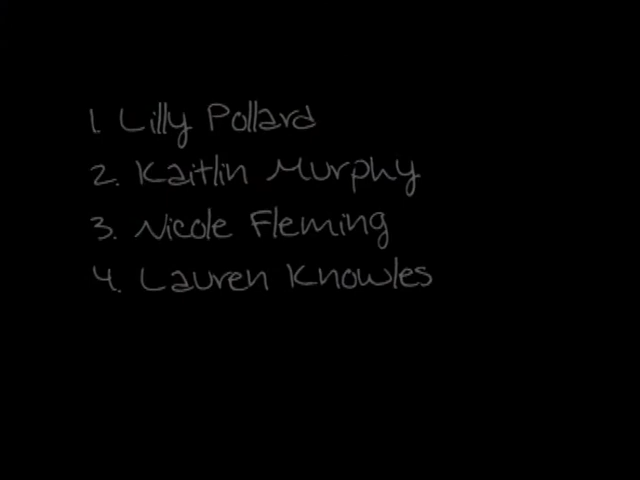 1. Lilly Pollard
2. Kaitlin Murphy
3. Nicole Fleming
4. Lauren Knowles